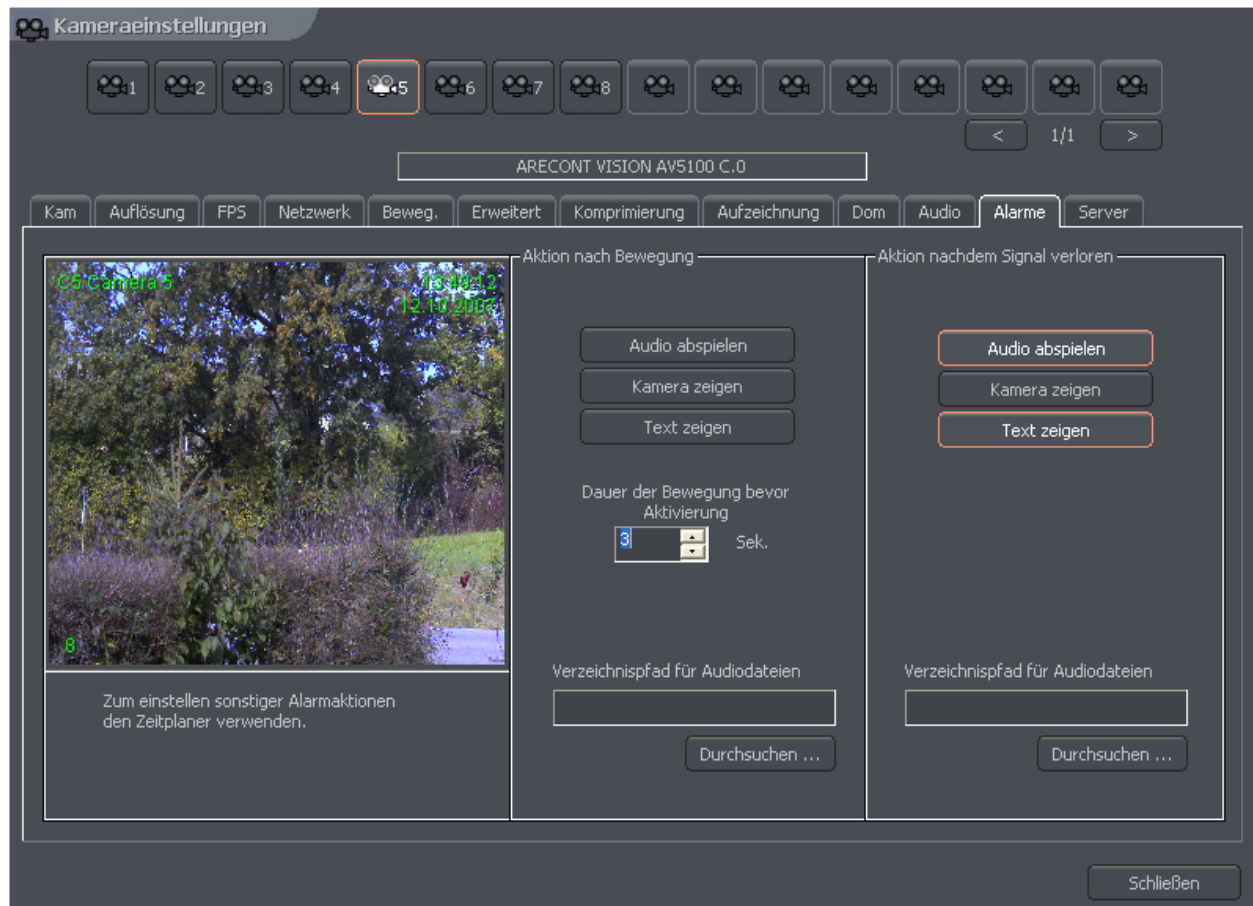 Kameraeinstellungen
1 2 3 4 5 6 7 8
< 1/1 >
ARECONT VISION AV5100 C.0
Kam Auflösung FPS Netzwerk Beweg. Erweitert Komprimierung Aufzeichnung Dom Audio Alarme Server
C5 Camera 5
13:49:12
12.10.2007
8
Zum einstellen sonstiger Alarmaktionen
den Zeitplaner verwenden.
Aktion nach Bewegung
Audio abspielen
Kamera zeigen
Text zeigen
Dauer der Bewegung bevor
Aktivierung
3 Sek.
Verzeichnispfad für Audiodateien
Durchsuchen ...
Aktion nachdem Signal verloren
Audio abspielen
Kamera zeigen
Text zeigen
Verzeichnispfad für Audiodateien
Durchsuchen ...
Schließen